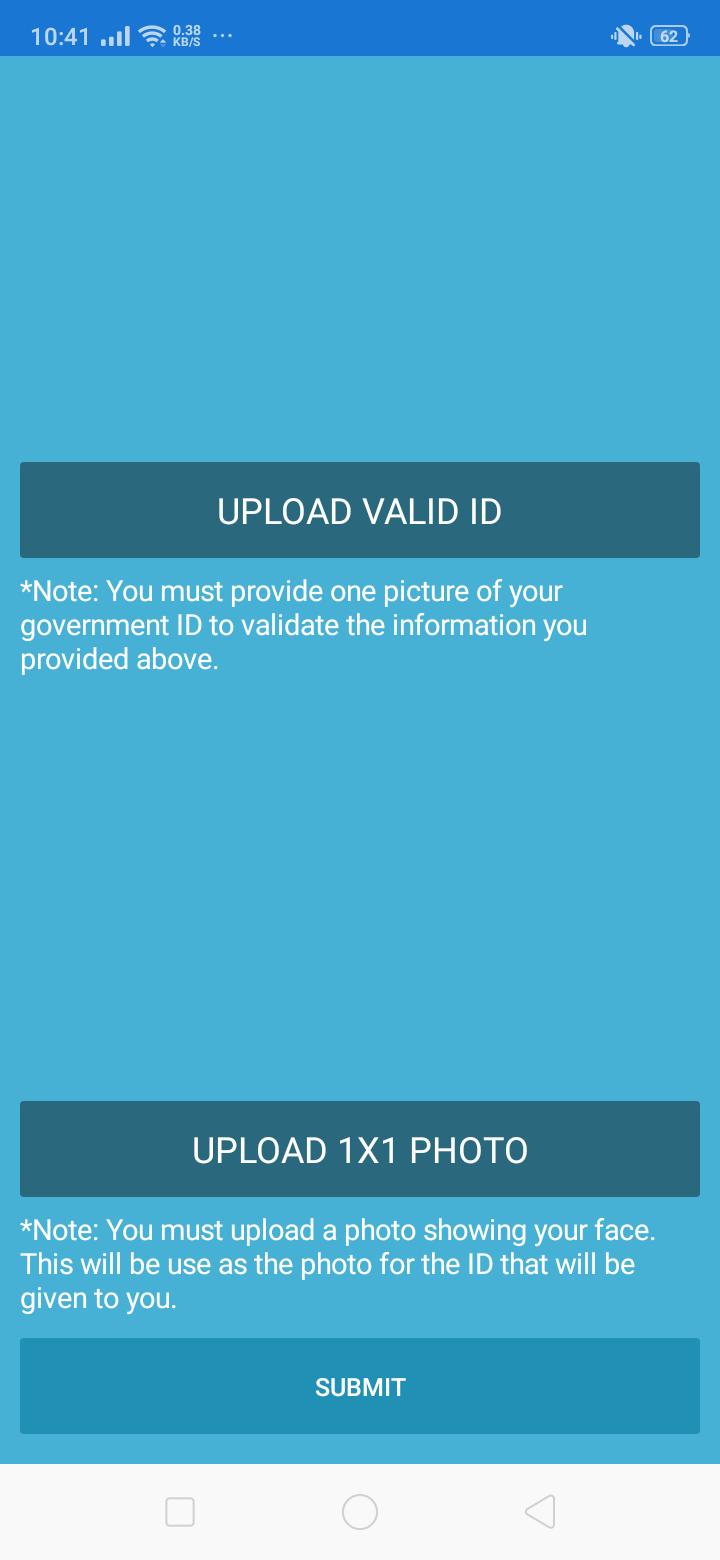 10:41 0.38 KB/S ... 62
UPLOAD VALID ID
*Note: You must provide one picture of your
government ID to validate the information you
provided above.
UPLOAD 1X1 PHOTO
*Note: You must upload a photo showing your face.
This will be use as the photo for the ID that will be
given to you.
SUBMIT